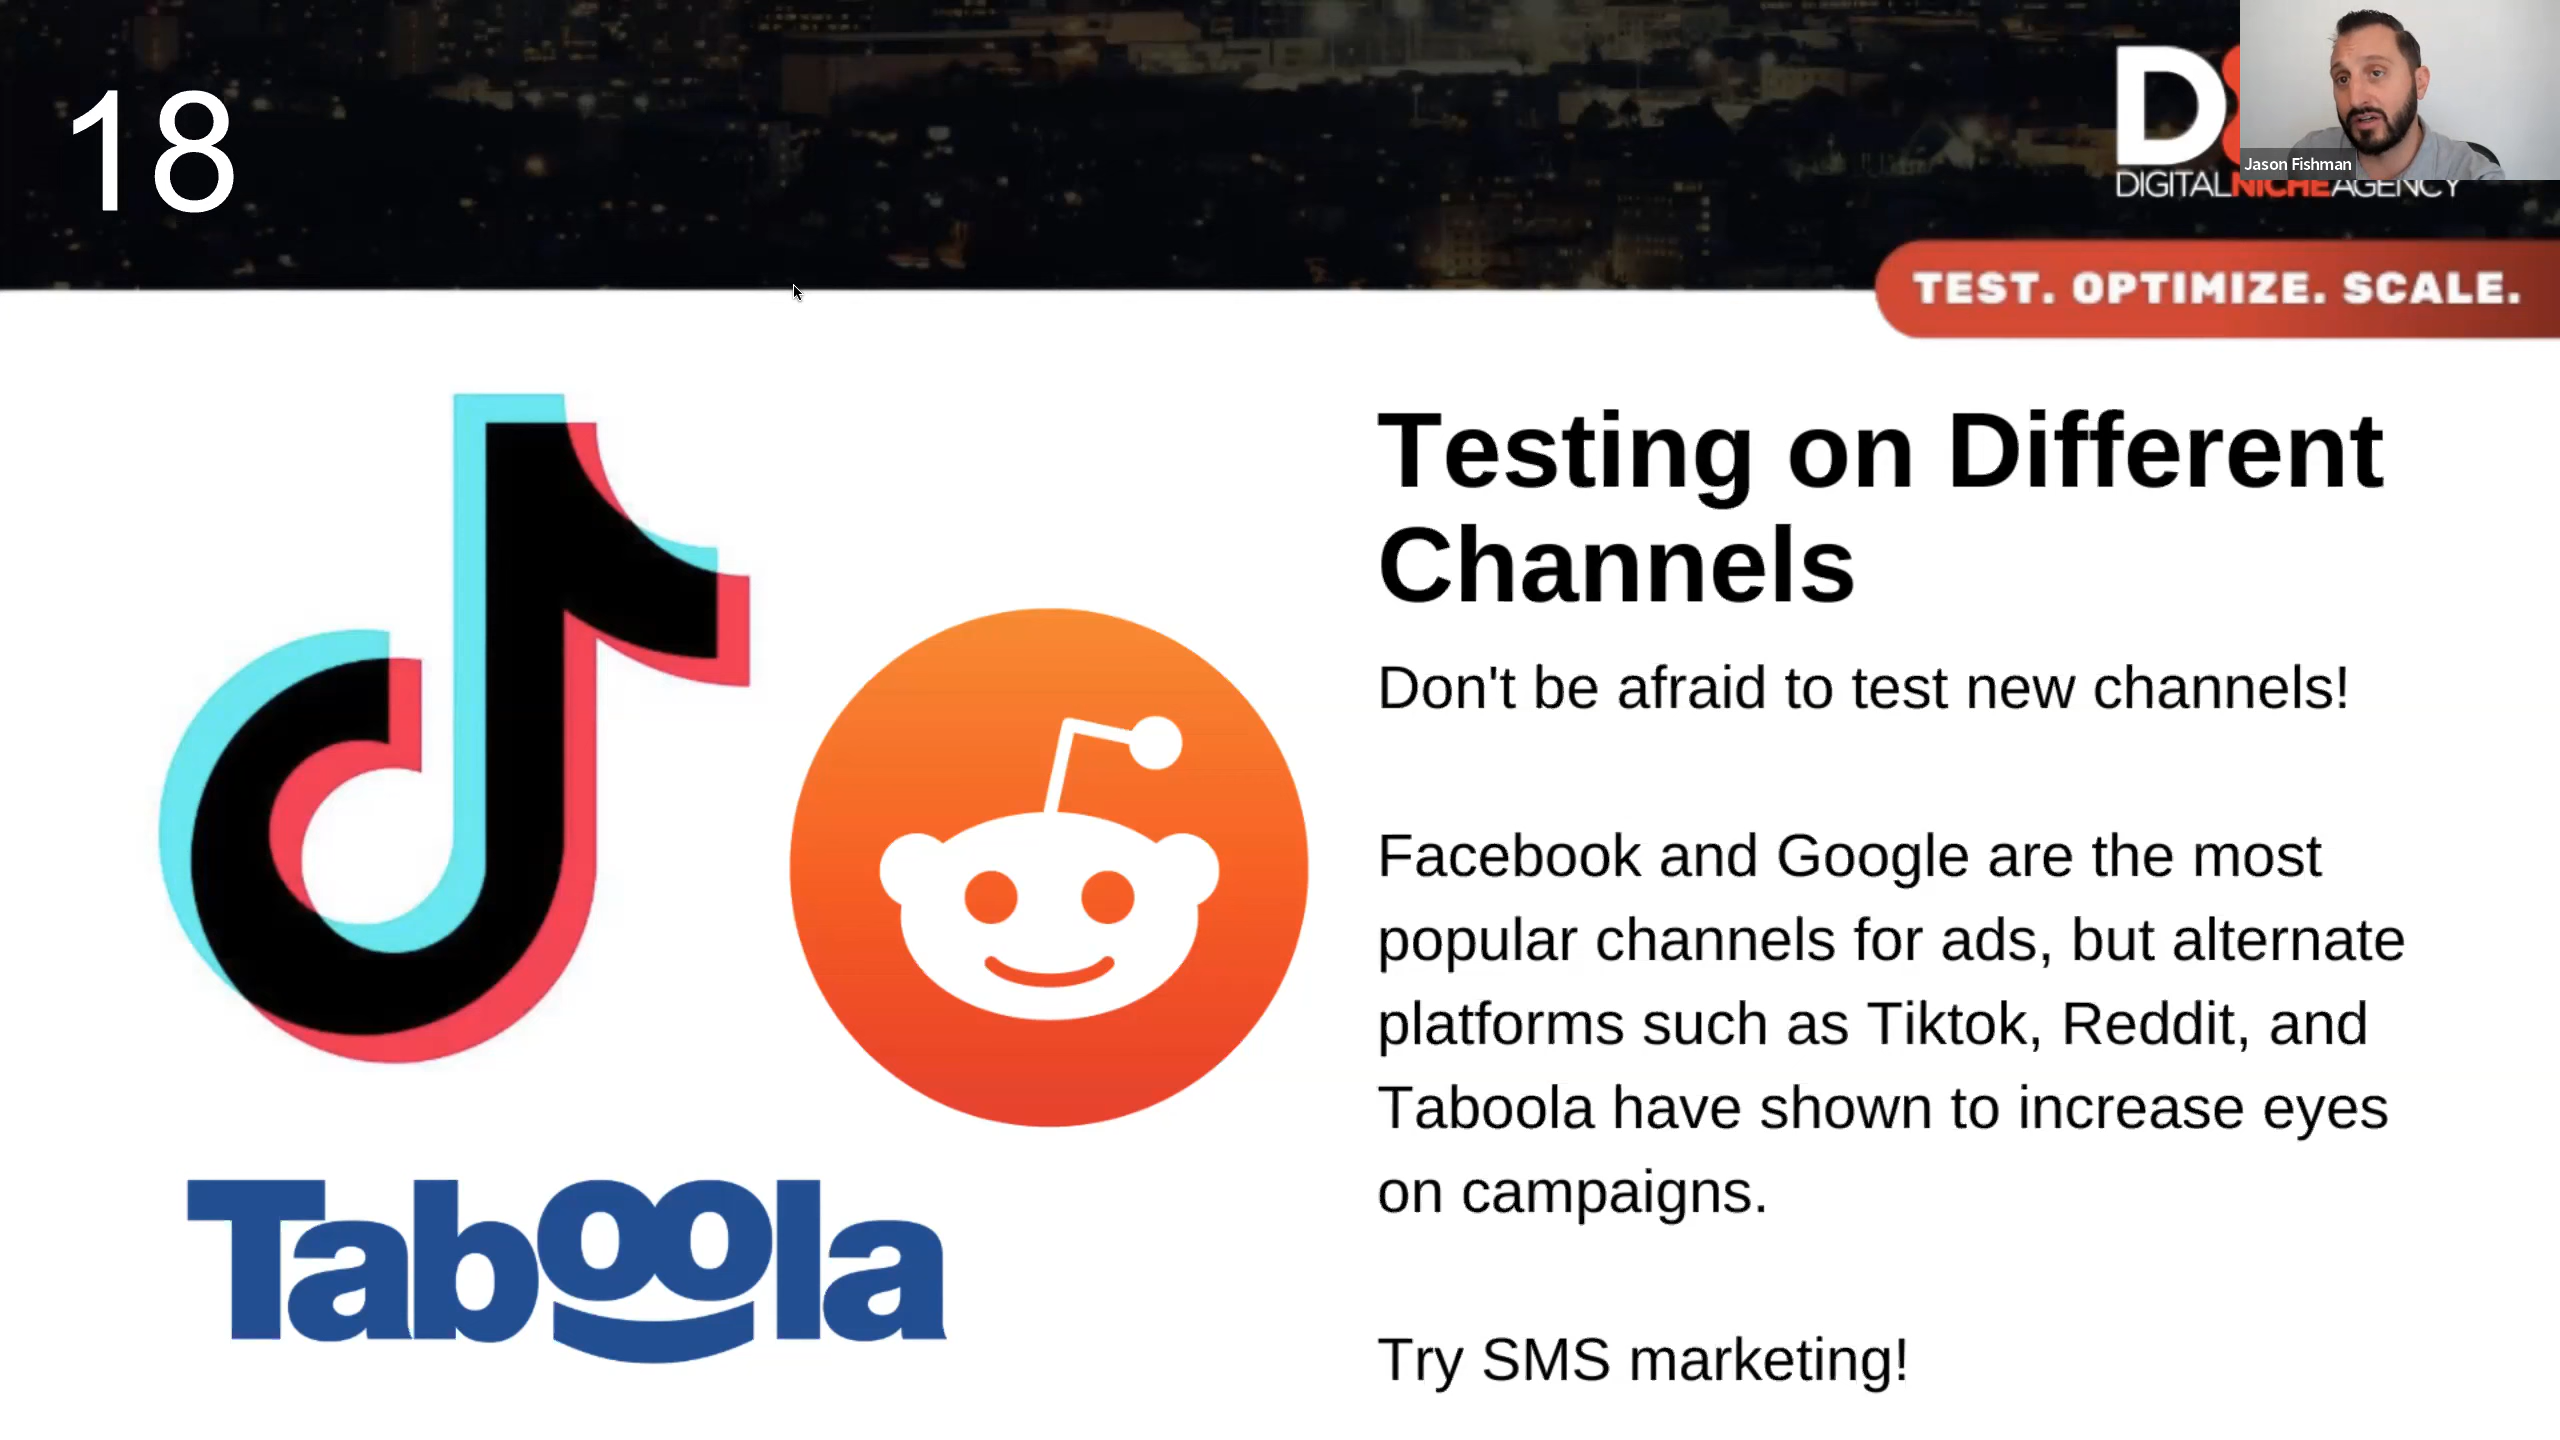 18
D
Jason Fishman
DIGITALNICHEAGENCY
TEST. OPTIMIZE. SCALE.
Testing on Different
Channels
Don't be afraid to test new channels!
Facebook and Google are the most
popular channels for ads, but alternate
platforms such as Tiktok, Reddit, and
Taboola have shown to increase eyes
on campaigns.
Try SMS marketing!
Taboola